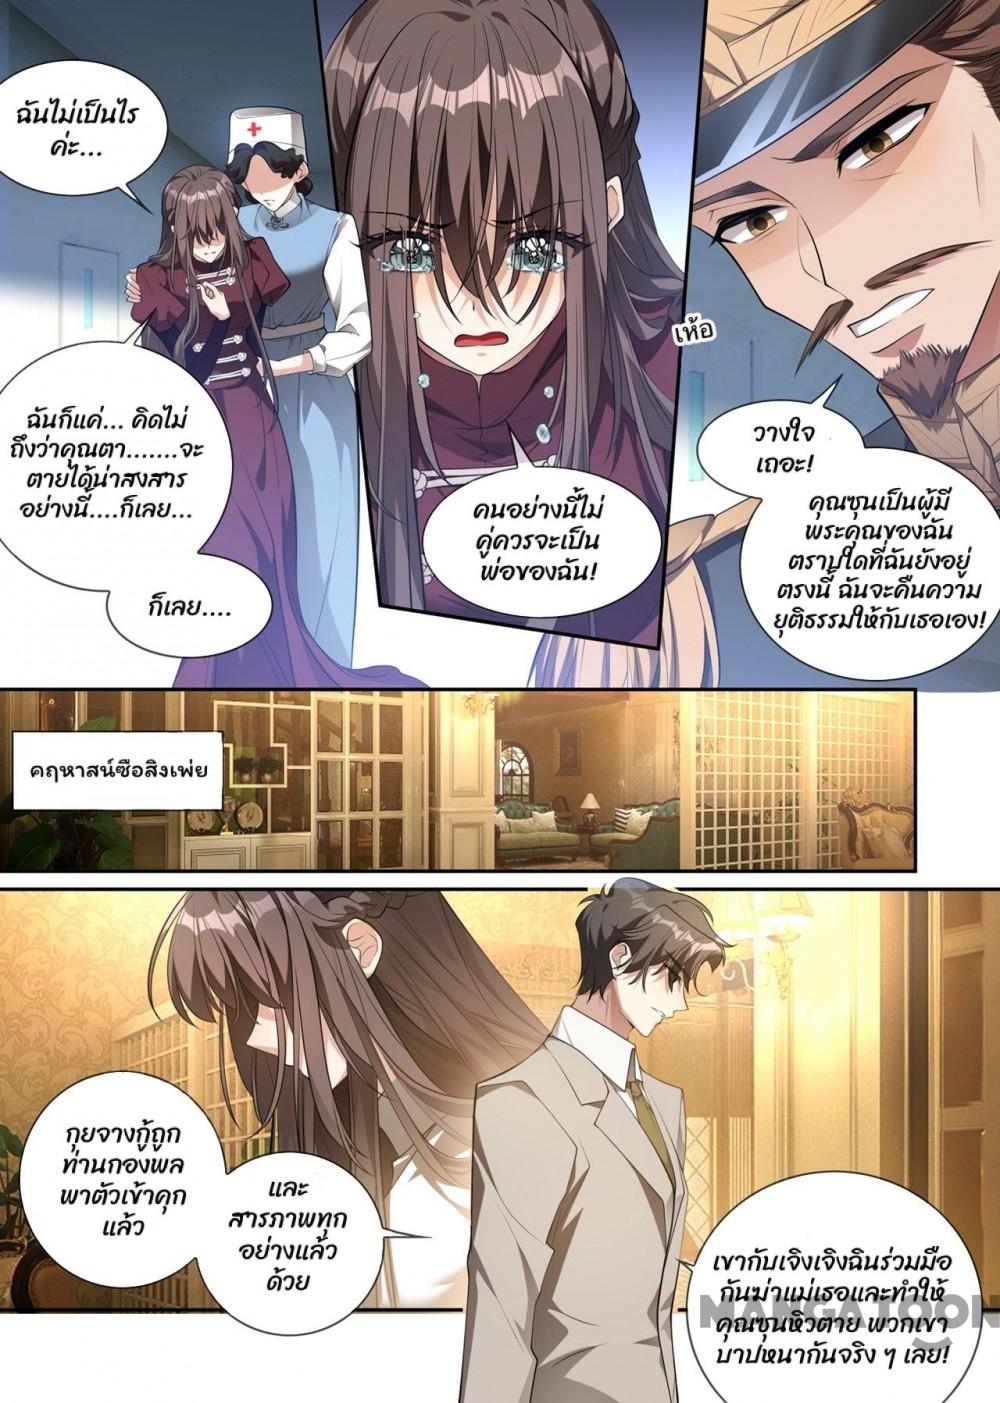 ฉันไม่เป็นไร
ค่ะ...
ฉันก็แค่... คิดไม่
ถึงว่าคุณตา.......จะ
ตายได้น่าสงสาร
อย่างนี้....ก็เลย...
ก็เลย....
คนอย่างนี้ไม่
คู่ควรจะเป็น
พ่อของฉัน!
เห้อ
วางใจ
เถอะ!
คุณซุนเป็นผู้มี
พระคุณของฉัน
ตราบใดที่ฉันยังอยู่
ตรงนี้ ฉันจะคืนความ
ยุติธรรมให้กับเธอเอง!
คฤหาสน์ซือสิงเพ่ย
กุยจางกู้ถูก
ท่านกองพล
พาตัวเข้าคุก
แล้ว
และ
สารภาพทุก
อย่างแล้ว
ด้วย
เขากับเจิงเจิงฉินร่วมมือ
กันฆ่าแม่เธอและทำให้
คุณซุนหิวตาย พวกเขา
บาปหนากันจริง ๆ เลย!
MANGATOON